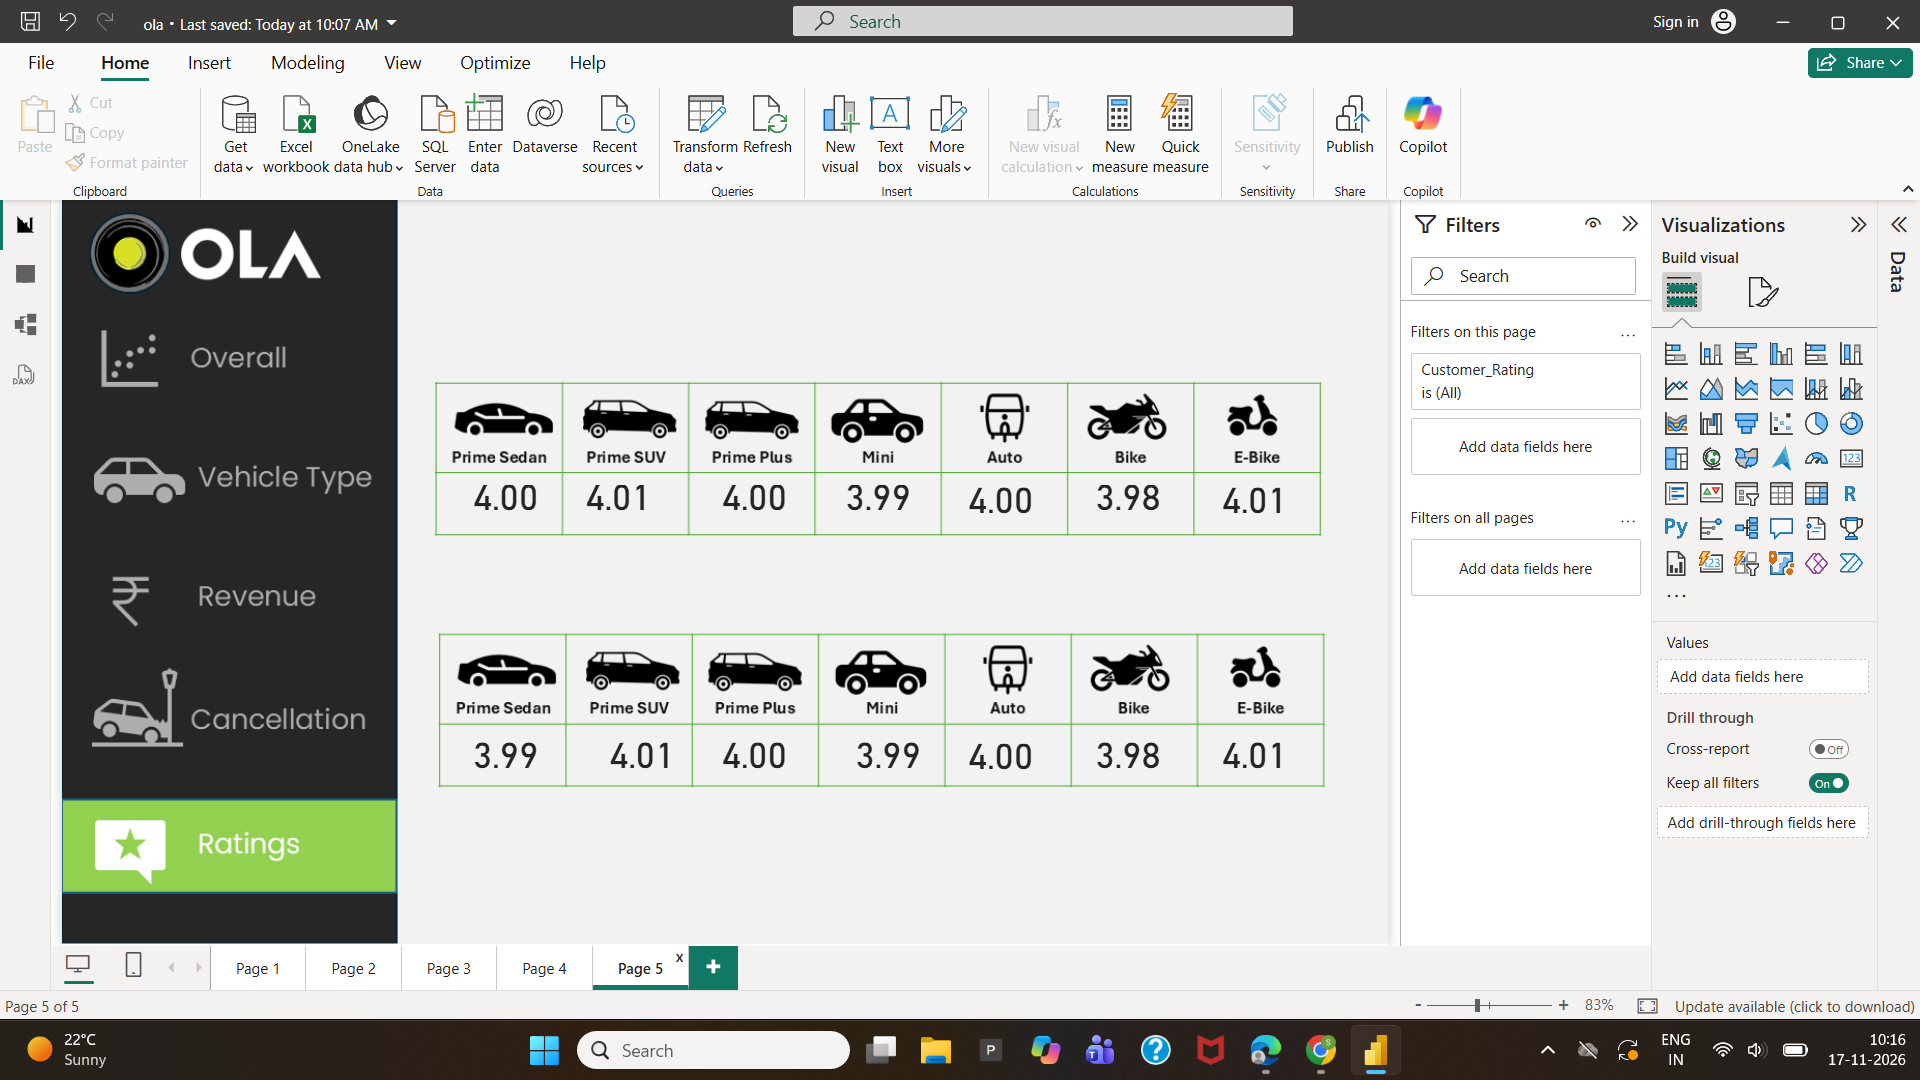 ola • Last saved: Today at 10:07 AM
Search
Sign in
File Home Insert Modeling View Optimize Help
Share
Paste
Cut
Copy
Format painter
Clipboard
Get data
Excel workbook
OneLake data hub
SQL Server
Enter data
Dataverse
Recent sources
Data
Transform data
Refresh
Queries
New visual
Text box
More visuals
Insert
New visual calculation
New measure
Quick measure
Calculations
Sensitivity
Sensitivity
Publish
Share
Copilot
Copilot
DAX
OLA
Overall
Vehicle Type
Revenue
Cancellation
Ratings
Prime Sedan Prime SUV Prime Plus Mini Auto Bike E-Bike
4.00 4.01 4.00 3.99 4.00 3.98 4.01
Prime Sedan Prime SUV Prime Plus Mini Auto Bike E-Bike
3.99 4.01 4.00 3.99 4.00 3.98 4.01
Filters
Search
Filters on this page
...
Customer_Rating
is (All)
Add data fields here
Filters on all pages
...
Add data fields here
Visualizations
Build visual
123
R
Py
123
...
Values
Add data fields here
Drill through
Cross-report
Off
Keep all filters
On
Add drill-through fields here
Data
Page 1 Page 2 Page 3 Page 4 Page 5 x +
Page 5 of 5
- + 83%
Update available (click to download)
22°C
Sunny
Search
ENG
IN
10:16
17-11-2026